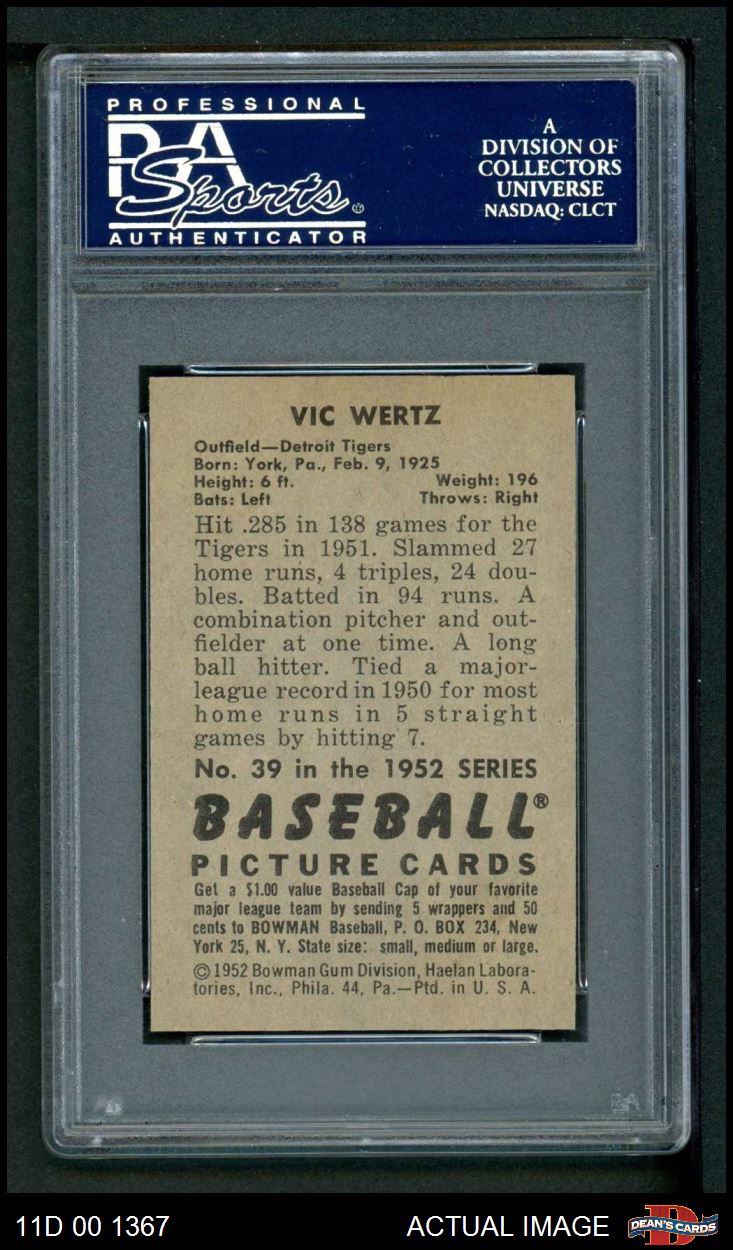 PROFESSIONAL
PSA
Sports
AUTHENTICATOR
A
DIVISION OF
COLLECTORS
UNIVERSE
NASDAQ: CLCT
VIC WERTZ
Outfield—Detroit Tigers
Born: York, Pa., Feb. 9, 1925
Height: 6 ft. Weight: 196
Bats: Left Throws: Right
Hit .285 in 138 games for the
Tigers in 1951. Slammed 27
home runs, 4 triples, 24 dou-
bles. Batted in 94 runs. A
combination pitcher and out-
fielder at one time. A long
ball hitter. Tied a major-
league record in 1950 for most
home runs in 5 straight
games by hitting 7.
No. 39 in the 1952 SERIES
BASEBALL®
PICTURE CARDS
Get a $1.00 value Baseball Cap of your favorite
major league team by sending 5 wrappers and 50
cents to BOWMAN Baseball, P. O. BOX 234, New
York 25, N. Y. State size: small, medium or large.
©1952 Bowman Gum Division, Haelan Labora-
tories, Inc., Phila. 44, Pa.—Ptd. in U. S. A.
11D 00 1367 ACTUAL IMAGE DEAN'S CARDS